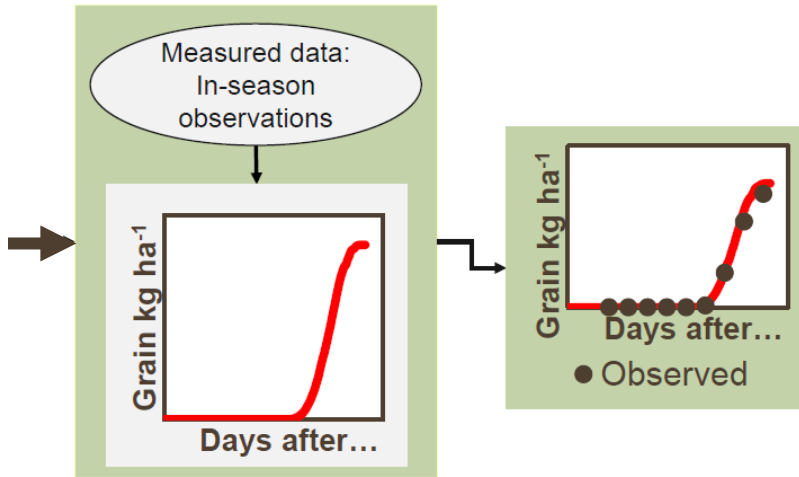 Measured data:
In-season
observations
Grain kg ha⁻¹
Days after…
Grain kg ha⁻¹
Days after…
Observed